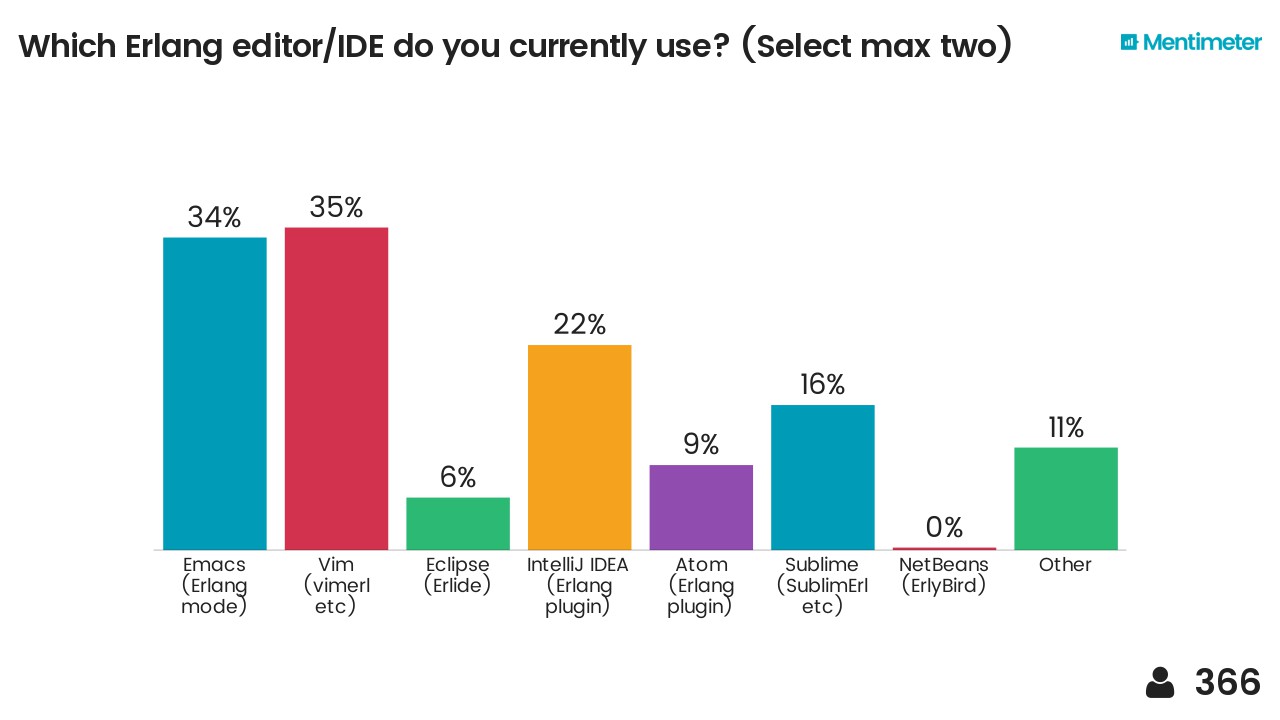 Which Erlang editor/IDE do you currently use? (Select max two)
Mentimeter
34%
35%
6%
22%
9%
16%
0%
11%
Emacs
(Erlang
mode)
Vim
(vimerl
etc)
Eclipse
(Erlide)
IntelliJ IDEA
(Erlang
plugin)
Atom
(Erlang
plugin)
Sublime
(SublimErl
etc)
NetBeans
(ErlyBird)
Other
366